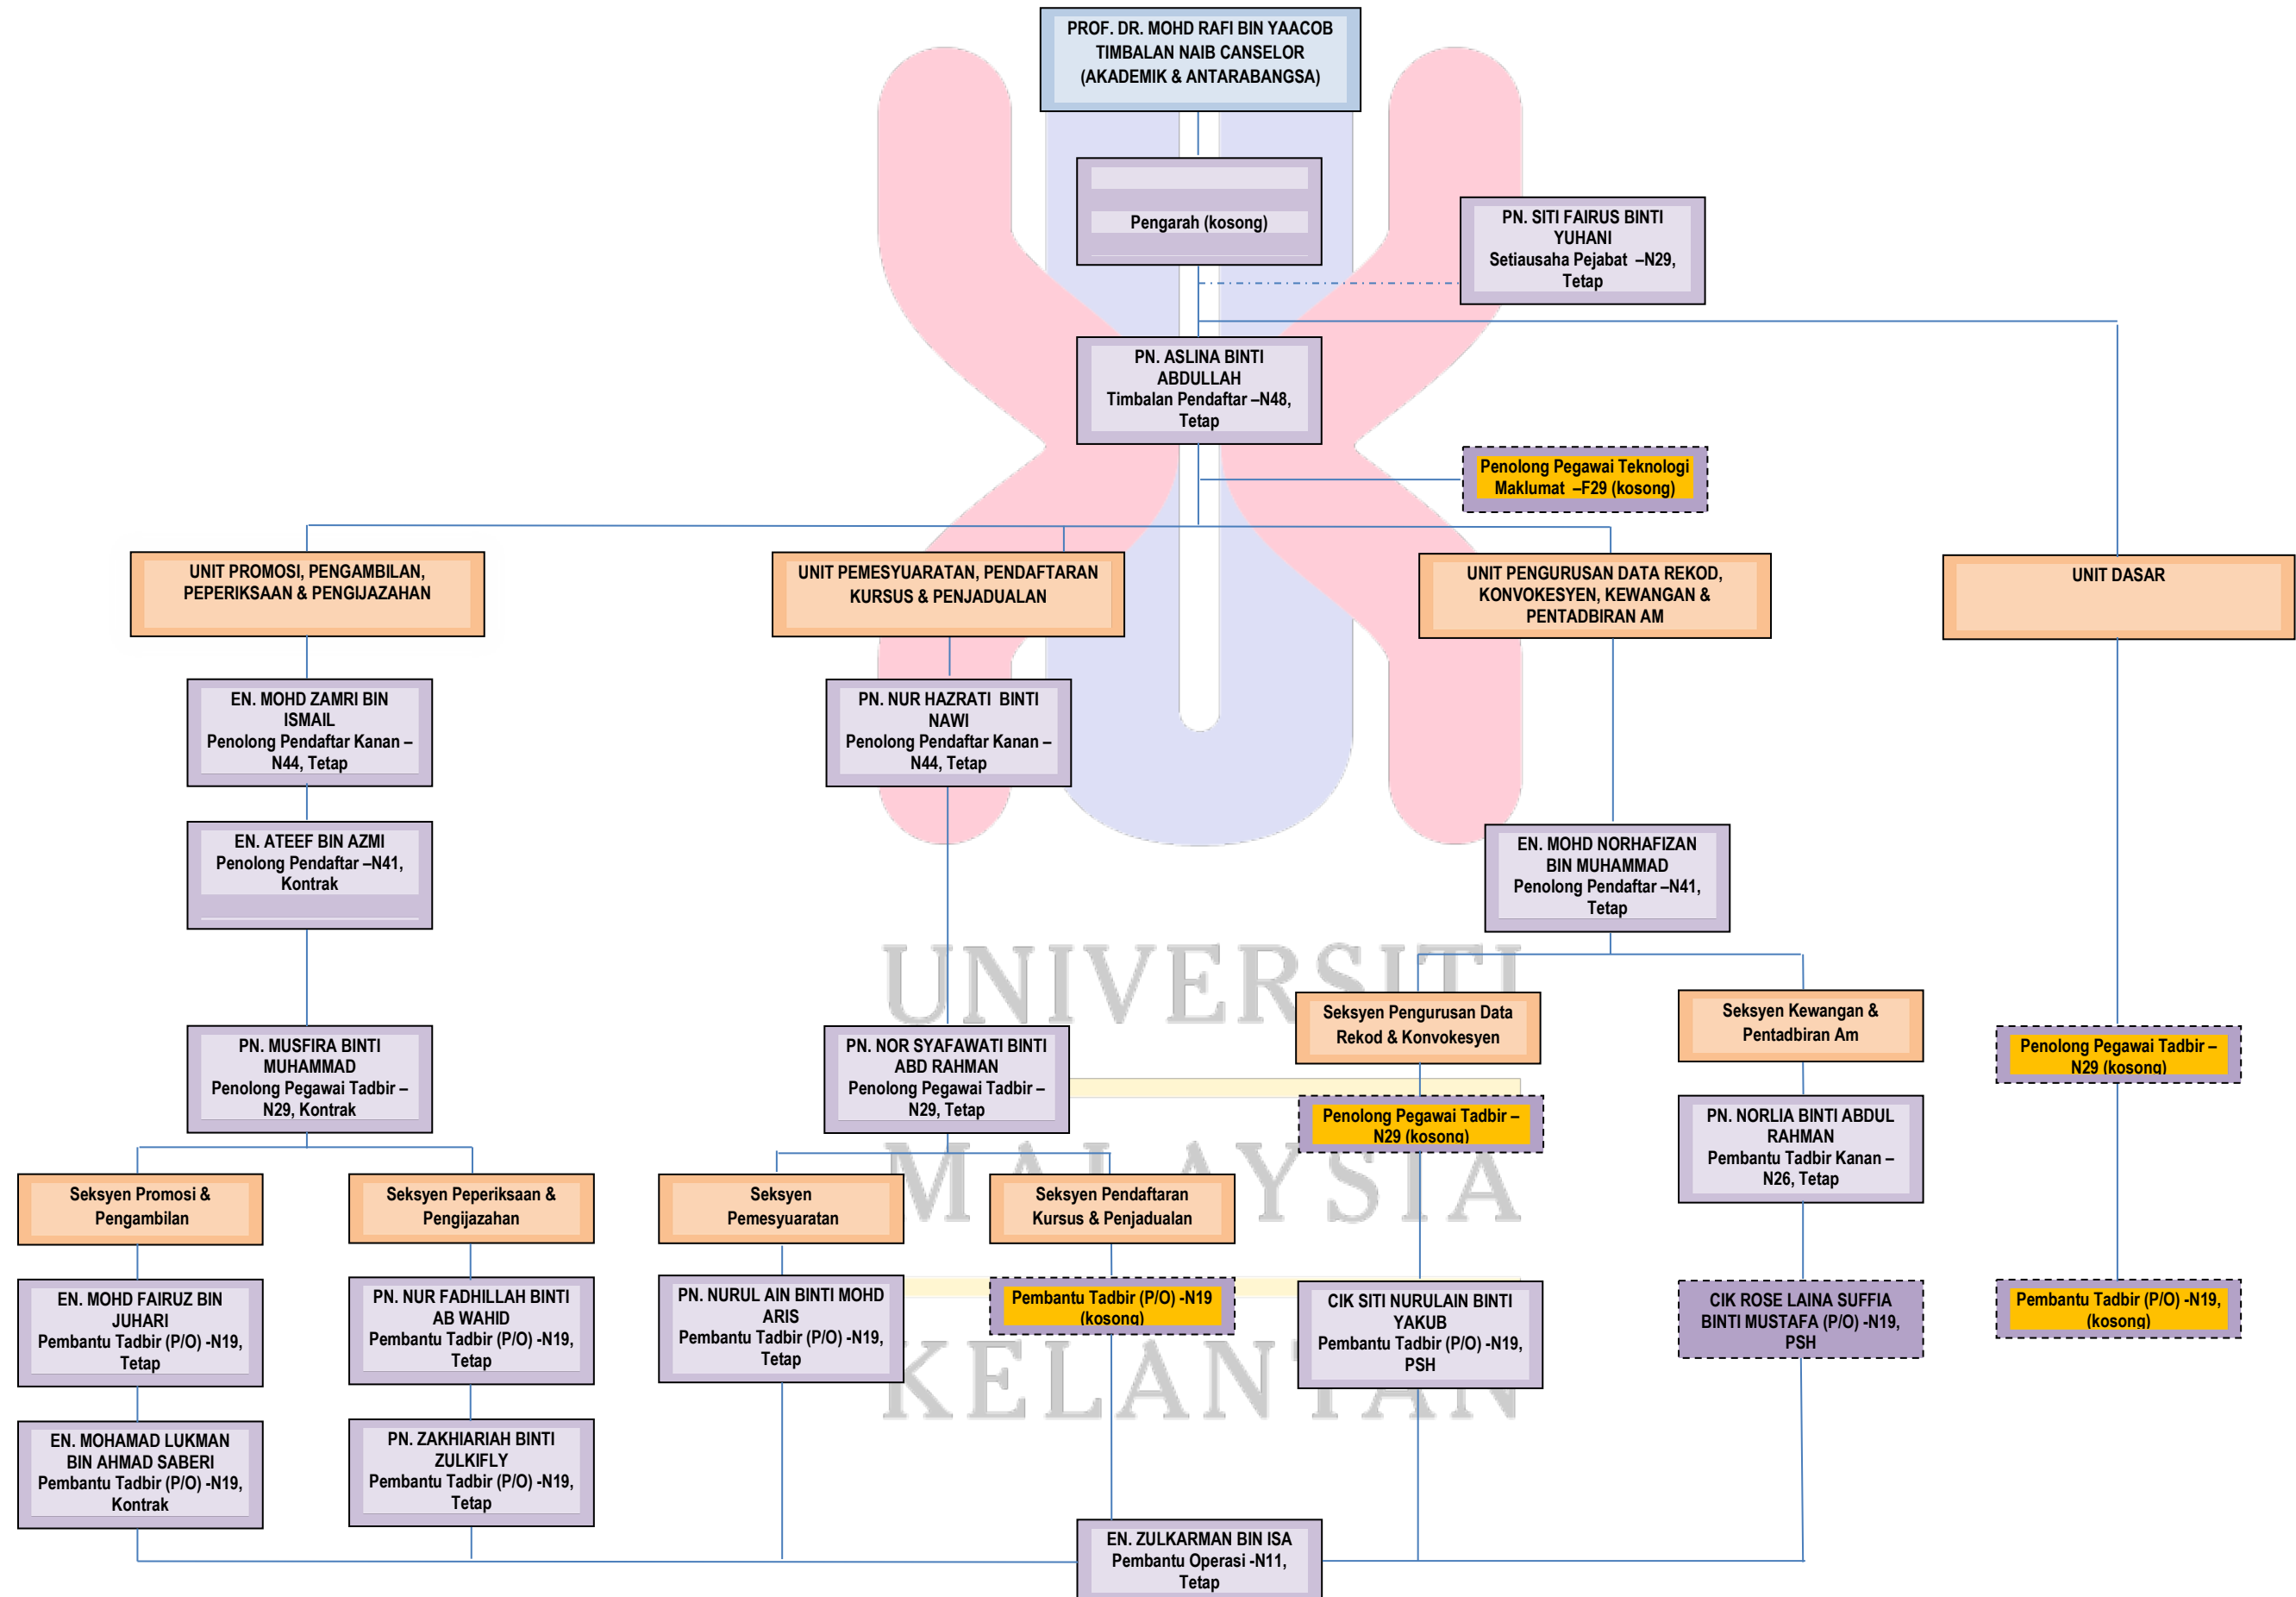 PROF. DR. MOHD RAFI BIN YAACOB
TIMBALAN NAIB CANSELOR
(AKADEMIK & ANTARABANGSA)
Pengarah (kosong)
PN. SITI FAIRUS BINTI
YUHANI
Setiausaha Pejabat –N29,
Tetap
PN. ASLINA BINTI
ABDULLAH
Timbalan Pendaftar –N48,
Tetap
Penolong Pegawai Teknologi
Maklumat –F29 (kosong)
UNIT PROMOSI, PENGAMBILAN,
PEPERIKSAAN & PENGIJAZAHAN
UNIT PEMESYUARATAN, PENDAFTARAN
KURSUS & PENJADUALAN
UNIT PENGURUSAN DATA REKOD,
KONVOKESYEN, KEWANGAN &
PENTADBIRAN AM
UNIT DASAR
EN. MOHD ZAMRI BIN
ISMAIL
Penolong Pendaftar Kanan –
N44, Tetap
PN. NUR HAZRATI BINTI
NAWI
Penolong Pendaftar Kanan –
N44, Tetap
EN. ATEEF BIN AZMI
Penolong Pendaftar –N41,
Kontrak
EN. MOHD NORHAFIZAN
BIN MUHAMMAD
Penolong Pendaftar –N41,
Tetap
UNIVERSITI
MALAYSIA
KELANTAN
Seksyen Pengurusan Data
Rekod & Konvokesyen
Seksyen Kewangan &
Pentadbiran Am
PN. MUSFIRA BINTI
MUHAMMAD
Penolong Pegawai Tadbir –
N29, Kontrak
PN. NOR SYAFAWATI BINTI
ABD RAHMAN
Penolong Pegawai Tadbir –
N29, Tetap
Penolong Pegawai Tadbir –
N29 (kosong)
Penolong Pegawai Tadbir –
N29 (kosong)
PN. NORLIA BINTI ABDUL
RAHMAN
Pembantu Tadbir Kanan –
N26, Tetap
Seksyen Promosi &
Pengambilan
Seksyen Peperiksaan &
Pengijazahan
Seksyen
Pemesyuaratan
Seksyen Pendaftaran
Kursus & Penjadualan
EN. MOHD FAIRUZ BIN
JUHARI
Pembantu Tadbir (P/O) -N19,
Tetap
PN. NUR FADHILLAH BINTI
AB WAHID
Pembantu Tadbir (P/O) -N19,
Tetap
PN. NURUL AIN BINTI MOHD
ARIS
Pembantu Tadbir (P/O) -N19,
Tetap
Pembantu Tadbir (P/O) -N19
(kosong)
CIK SITI NURULAIN BINTI
YAKUB
Pembantu Tadbir (P/O) -N19,
PSH
CIK ROSE LAINA SUFFIA
BINTI MUSTAFA (P/O) -N19,
PSH
Pembantu Tadbir (P/O) -N19,
(kosong)
EN. MOHAMAD LUKMAN
BIN AHMAD SABERI
Pembantu Tadbir (P/O) -N19,
Kontrak
PN. ZAKHIARIAH BINTI
ZULKIFLY
Pembantu Tadbir (P/O) -N19,
Tetap
EN. ZULKARMAN BIN ISA
Pembantu Operasi -N11,
Tetap